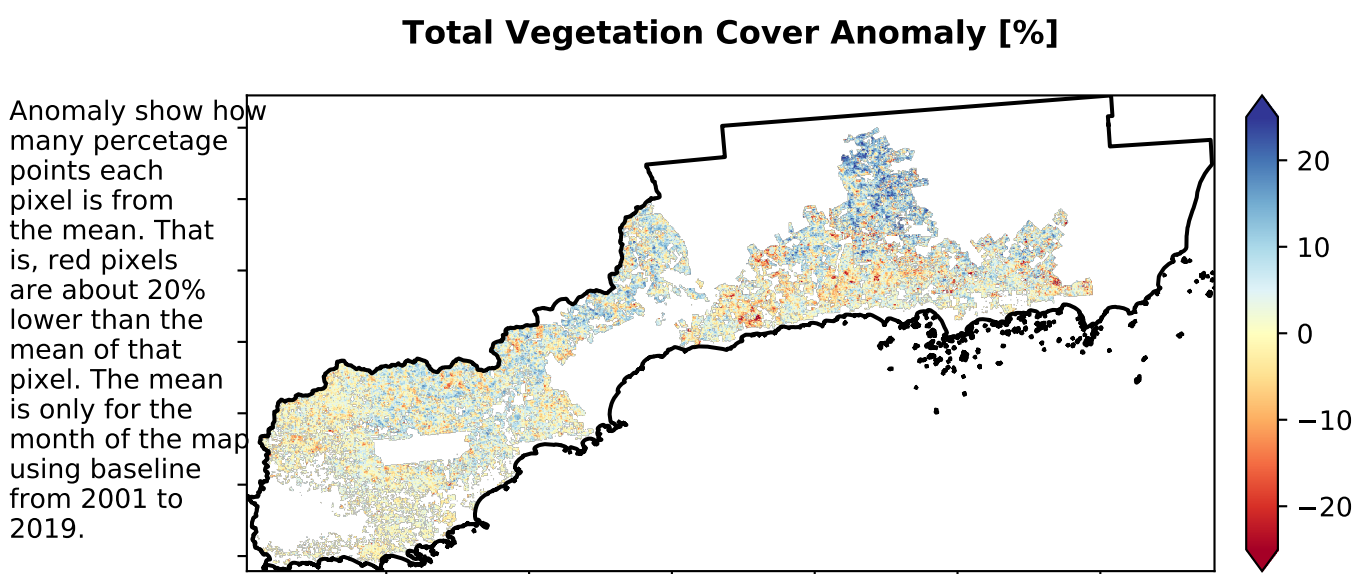 Total Vegetation Cover Anomaly [%]
Anomaly show how
many percetage
points each
pixel is from
the mean. That
is, red pixels
are about 20%
lower than the
mean of that
pixel. The mean
is only for the
month of the map
using baseline
from 2001 to
2019.
20
10
0
−10
−20